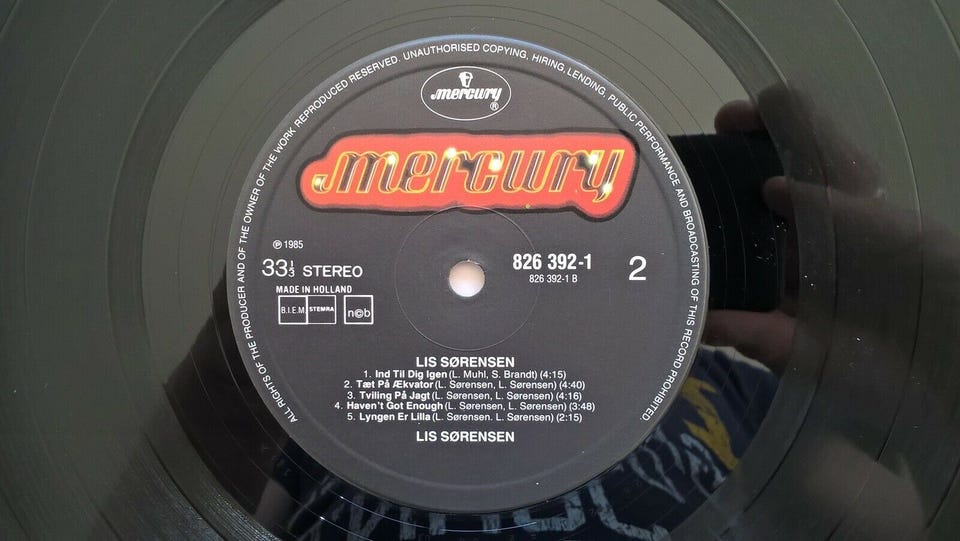 ALL RIGHTS OF THE PRODUCER AND OF THE OWNER OF THE WORK REPRODUCED RESERVED. UNAUTHORISED COPYING, HIRING, LENDING, PUBLIC PERFORMANCE AND BROADCASTING OF THIS RECORD PROHIBITED.
mercury
®
mercury
℗ 1985
33⅓ STEREO
MADE IN HOLLAND
B.I.E.M. STEMRA n©b
826 392-1
826 392-1 B
2
LIS SØRENSEN
1. Ind Til Dig Igen (L. Muhl, S. Brandt) (4:15)
2. Tæt På Ækvator (L. Sørensen, L. Sørensen) (4:40)
3. Tviling På Jagt (L. Sørensen, L. Sørensen) (4:16)
4. Haven't Got Enough (L. Sørensen, L. Sørensen) (3:48)
5. Lyngen Er Lilla (L. Sørensen. L. Sørensen) (2:15)
LIS SØRENSEN